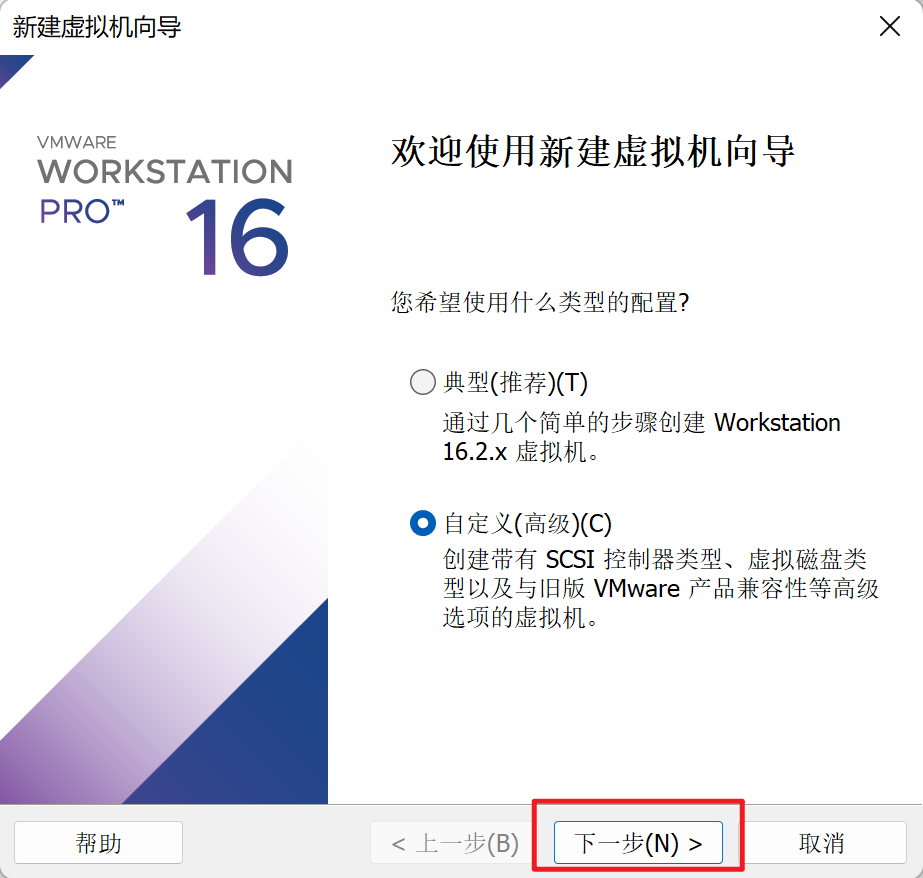 新建虚拟机向导
VMWARE
WORKSTATION
PRO™
16
欢迎使用新建虚拟机向导
您希望使用什么类型的配置?
典型(推荐)(T)
通过几个简单的步骤创建 Workstation
16.2.x 虚拟机。
自定义(高级)(C)
创建带有 SCSI 控制器类型、虚拟磁盘类
型以及与旧版 VMware 产品兼容性等高级
选项的虚拟机。
帮助
< 上一步(B)
下一步(N) >
取消